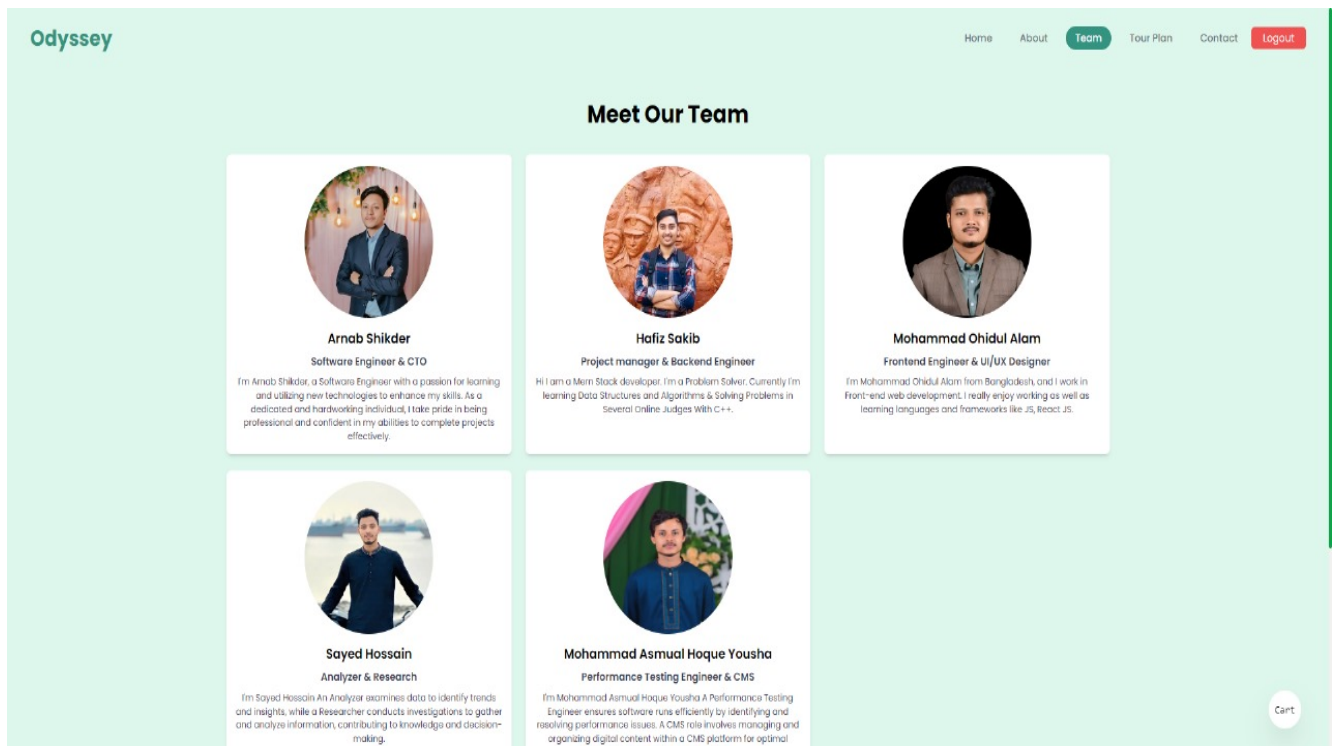 Odyssey
Home About Team Tour Plan Contact Logout
Meet Our Team
Arnab Shikder
Software Engineer & CTO
I'm Arnab Shikder, a Software Engineer with a passion for learning
and utilizing new technologies to enhance my skills. As a
dedicated and hardworking individual, I take pride in being
professional and confident in my abilities to complete projects
effectively.
Hafiz Sakib
Project manager & Backend Engineer
Hi I am a Mern Stack developer. I'm a Problem Solver. Currently I'm
learning Data Structures and Algorithms & Solving Problems in
Several Online Judges With C++.
Mohammad Ohidul Alam
Frontend Engineer & UI/UX Designer
I'm Mohammad Ohidul Alam from Bangladesh, and I work in
Front-end web development. I really enjoy working as well as
learning languages and frameworks like JS, React JS.
Sayed Hossain
Analyzer & Research
I'm Sayed Hossain An Analyzer examines data to identify trends
and insights, while a Researcher conducts investigations to gather
and analyze information, contributing to knowledge and decision-
making.
Mohammad Asmual Hoque Yousha
Performance Testing Engineer & CMS
I'm Mohammad Asmual Hoque Yousha A Performance Testing
Engineer ensures software runs efficiently by identifying and
resolving performance issues. A CMS role involves managing and
organizing digital content within a CMS platform for optimal
Cart